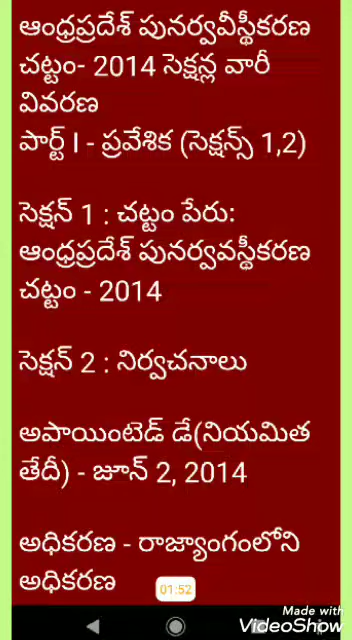 ఆంధ్రప్రదేశ్ పునర్వవీస్థీకరణ
చట్టం- 2014 సెక్షన్ల వారీ
వివరణ
పార్ట్ I - ప్రవేశిక (సెక్షన్స్ 1,2)
సెక్షన్ 1 : చట్టం పేరు:
ఆంధ్రప్రదేశ్ పునర్వవస్థీకరణ
చట్టం - 2014
సెక్షన్ 2 : నిర్వచనాలు
అపాయింటెడ్ డే(నియమిత
తేదీ) - జూన్ 2, 2014
అధికరణ - రాజ్యాంగంలోని
అధికరణ
01:52
Made with
VideoShow